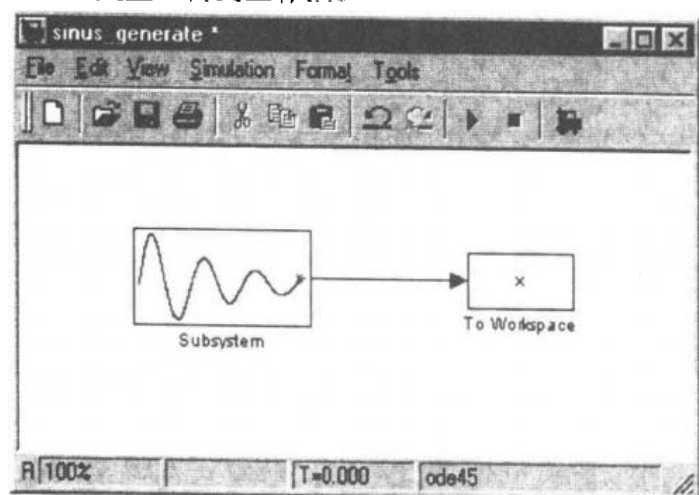 sinus_generate *
File Edit View Simulation Format Tools
x
x
Subsystem
To Workspace
R 100% T=0.000 ode45